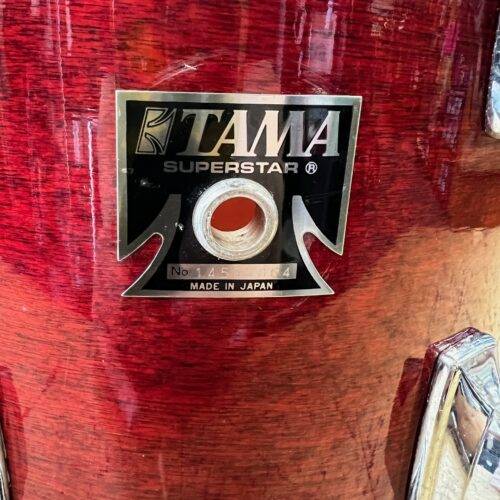 TAMA
SUPERSTAR ®
No
MADE IN JAPAN